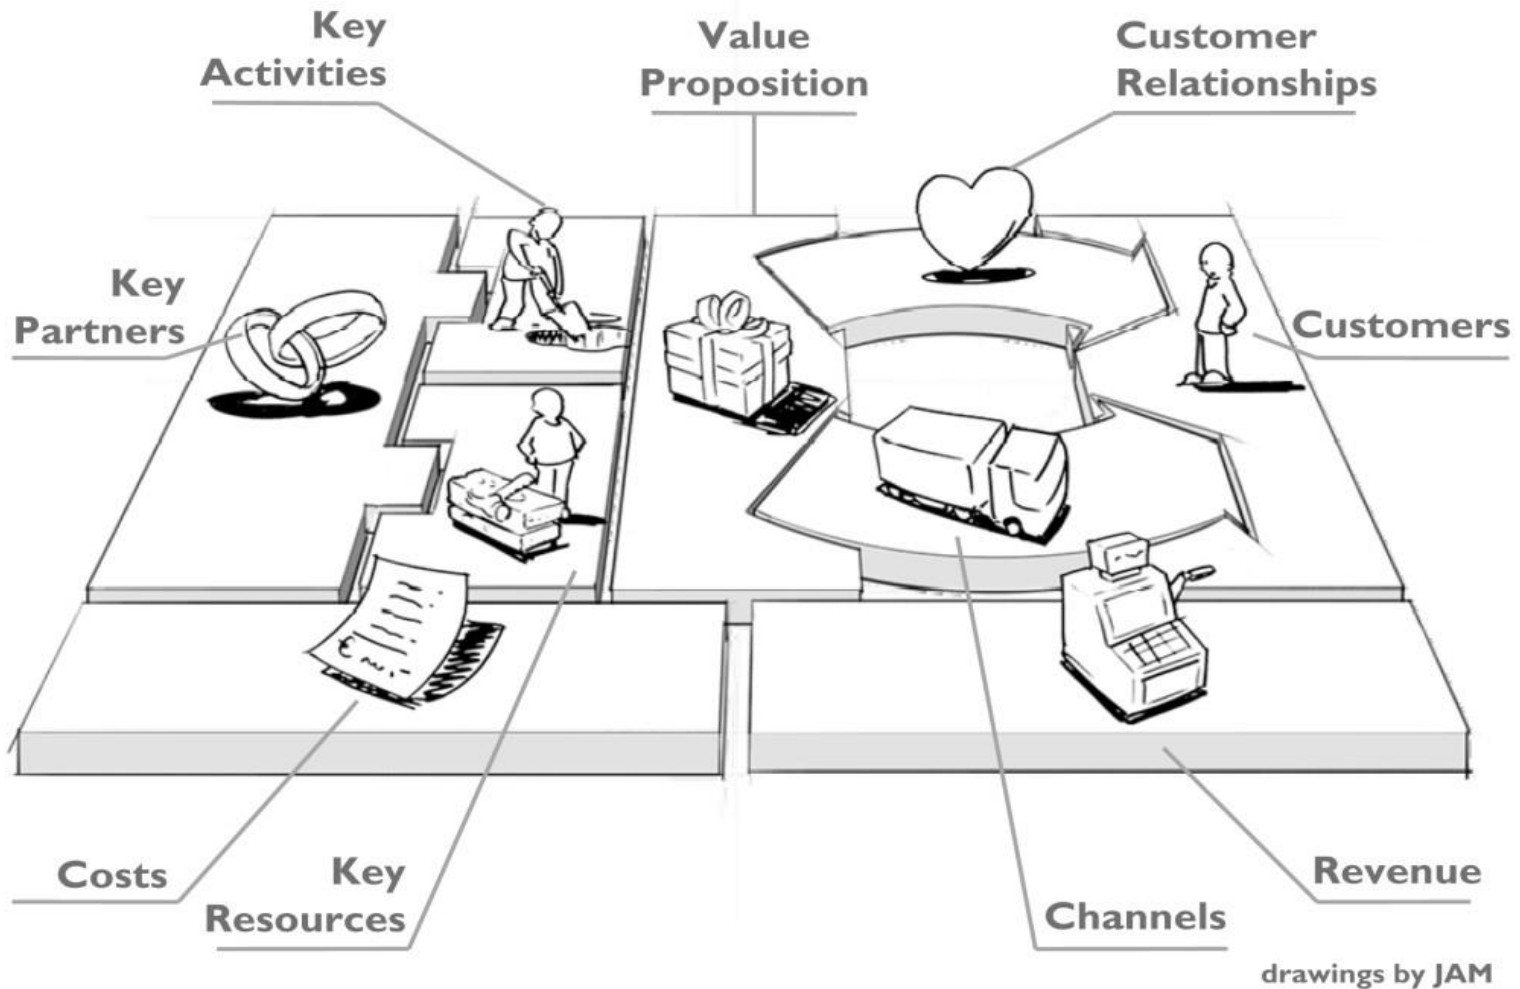 Key
Activities
Value
Proposition
Customer
Relationships
Key
Partners
Customers
Costs
Key
Resources
Channels
Revenue
drawings by JAM